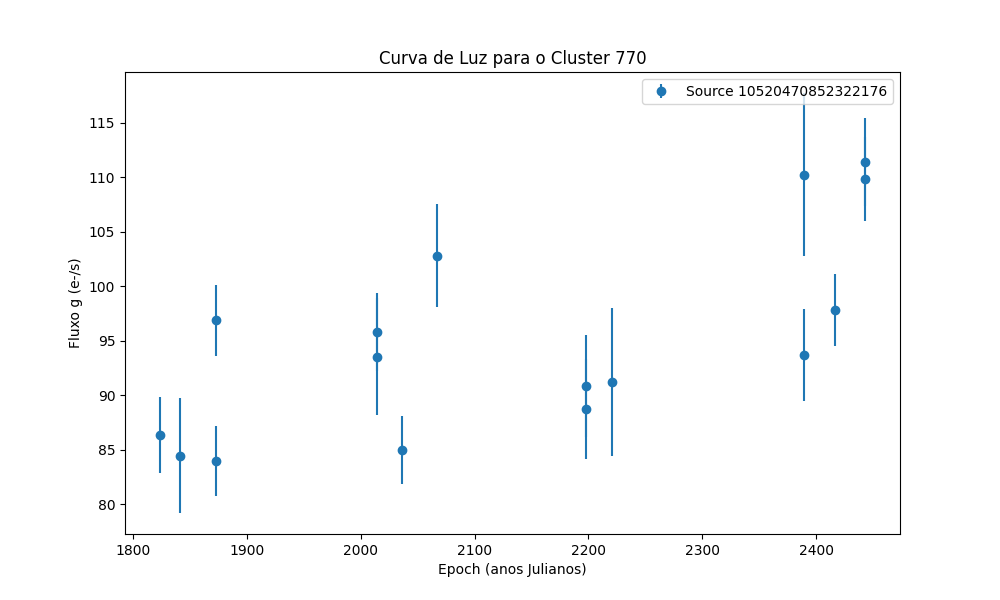 Curva de Luz para o Cluster 770
Source 10520470852322176
Fluxo g (e-/s)
115
110
105
100
95
90
85
80
1800 1900 2000 2100 2200 2300 2400
Epoch (anos Julianos)